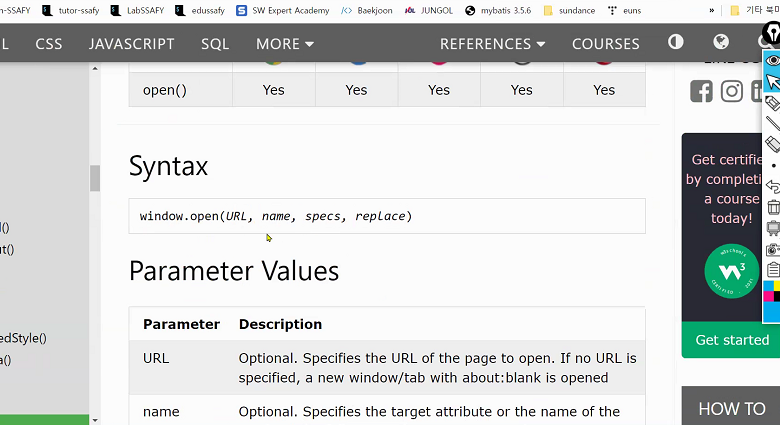 n-SSAFY tutor-ssafy LabSSAFY edussafy SW Expert Academy Baekjoon JUNGOL mybatis 3.5.6 sundance euns » 기타 북마
L CSS JAVASCRIPT SQL MORE REFERENCES COURSES
open() Yes Yes Yes Yes Yes
Syntax
window.open(URL, name, specs, replace)
Parameter Values
Parameter Description
URL Optional. Specifies the URL of the page to open. If no URL is
specified, a new window/tab with about:blank is opened
name Optional. Specifies the target attribute or the name of the
edStyle()
Get certifie
by completi
a course
today!
w3
CERTIFIED
2021
Get started
HOW TO